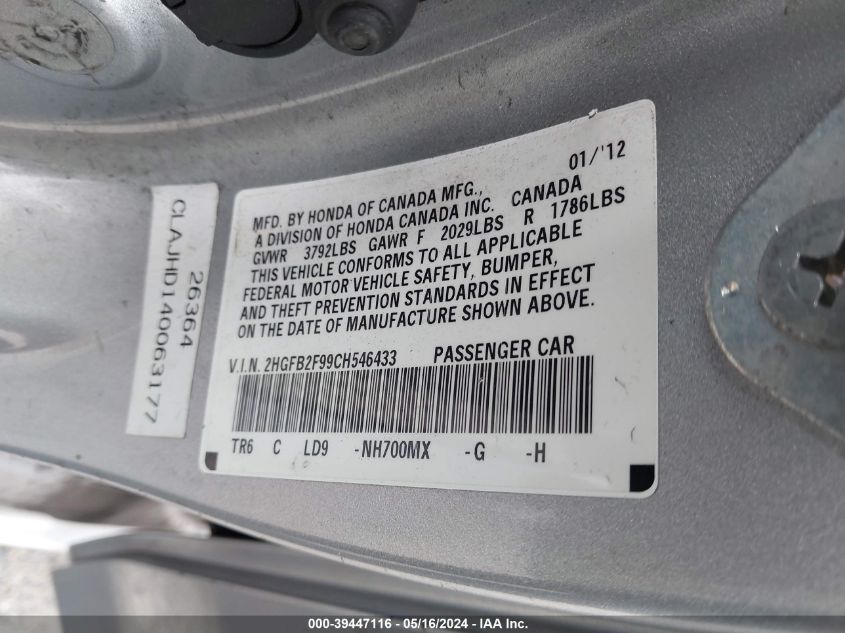 01/'12
MFD. BY HONDA OF CANADA MFG.,
A DIVISION OF HONDA CANADA INC. CANADA
GVWR 3792LBS GAWR F 2029LBS R 1786LBS
THIS VEHICLE CONFORMS TO ALL APPLICABLE
FEDERAL MOTOR VEHICLE SAFETY, BUMPER,
AND THEFT PREVENTION STANDARDS IN EFFECT
ON THE DATE OF MANUFACTURE SHOWN ABOVE.
V.I.N. 2HGFB2F99CH546433 PASSENGER CAR
TR6 C LD9 -NH700MX -G -H
26364
CLAJHD140063177
000-39447116 - 05/16/2024 - IAA Inc.